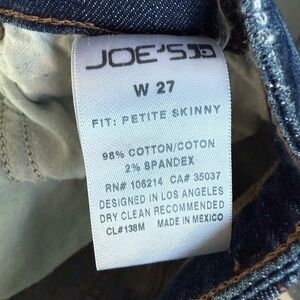 JOE'S
W 27
FIT: PETITE SKINNY
98% COTTON/COTON
2% SPANDEX
RN# 106214 CA# 35037
DESIGNED IN LOS ANGELES
DRY CLEAN RECOMMENDED
CL#138M MADE IN MEXICO